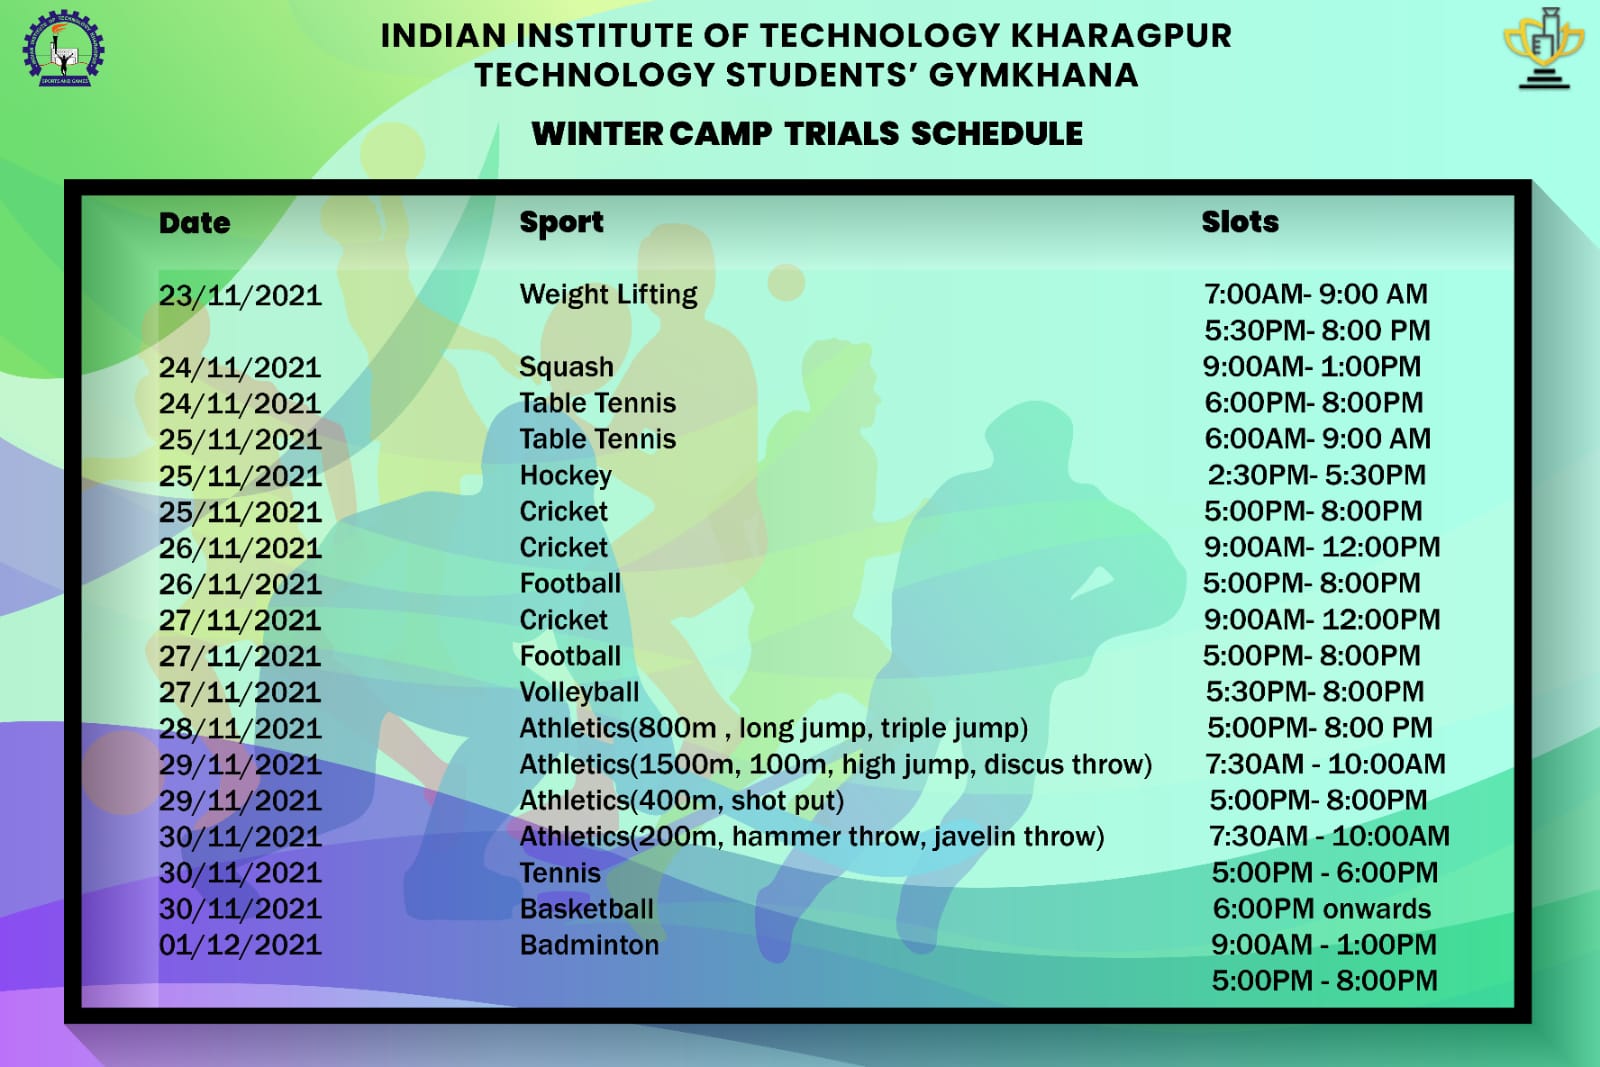 INDIAN INSTITUTE OF TECHNOLOGY KHARAGPUR
TECHNOLOGY STUDENTS’ GYMKHANA
WINTER CAMP TRIALS SCHEDULE
SPORTS AND GAMES
Date Sport Slots
23/11/2021 Weight Lifting 7:00AM- 9:00 AM
5:30PM- 8:00 PM
24/11/2021 Squash 9:00AM- 1:00PM
24/11/2021 Table Tennis 6:00PM- 8:00PM
25/11/2021 Table Tennis 6:00AM- 9:00 AM
25/11/2021 Hockey 2:30PM- 5:30PM
25/11/2021 Cricket 5:00PM- 8:00PM
26/11/2021 Cricket 9:00AM- 12:00PM
26/11/2021 Football 5:00PM- 8:00PM
27/11/2021 Cricket 9:00AM- 12:00PM
27/11/2021 Football 5:00PM- 8:00PM
27/11/2021 Volleyball 5:30PM- 8:00PM
28/11/2021 Athletics(800m , long jump, triple jump) 5:00PM- 8:00 PM
29/11/2021 Athletics(1500m, 100m, high jump, discus throw) 7:30AM - 10:00AM
29/11/2021 Athletics(400m, shot put) 5:00PM- 8:00PM
30/11/2021 Athletics(200m, hammer throw, javelin throw) 7:30AM - 10:00AM
30/11/2021 Tennis 5:00PM - 6:00PM
30/11/2021 Basketball 6:00PM onwards
01/12/2021 Badminton 9:00AM - 1:00PM
5:00PM - 8:00PM